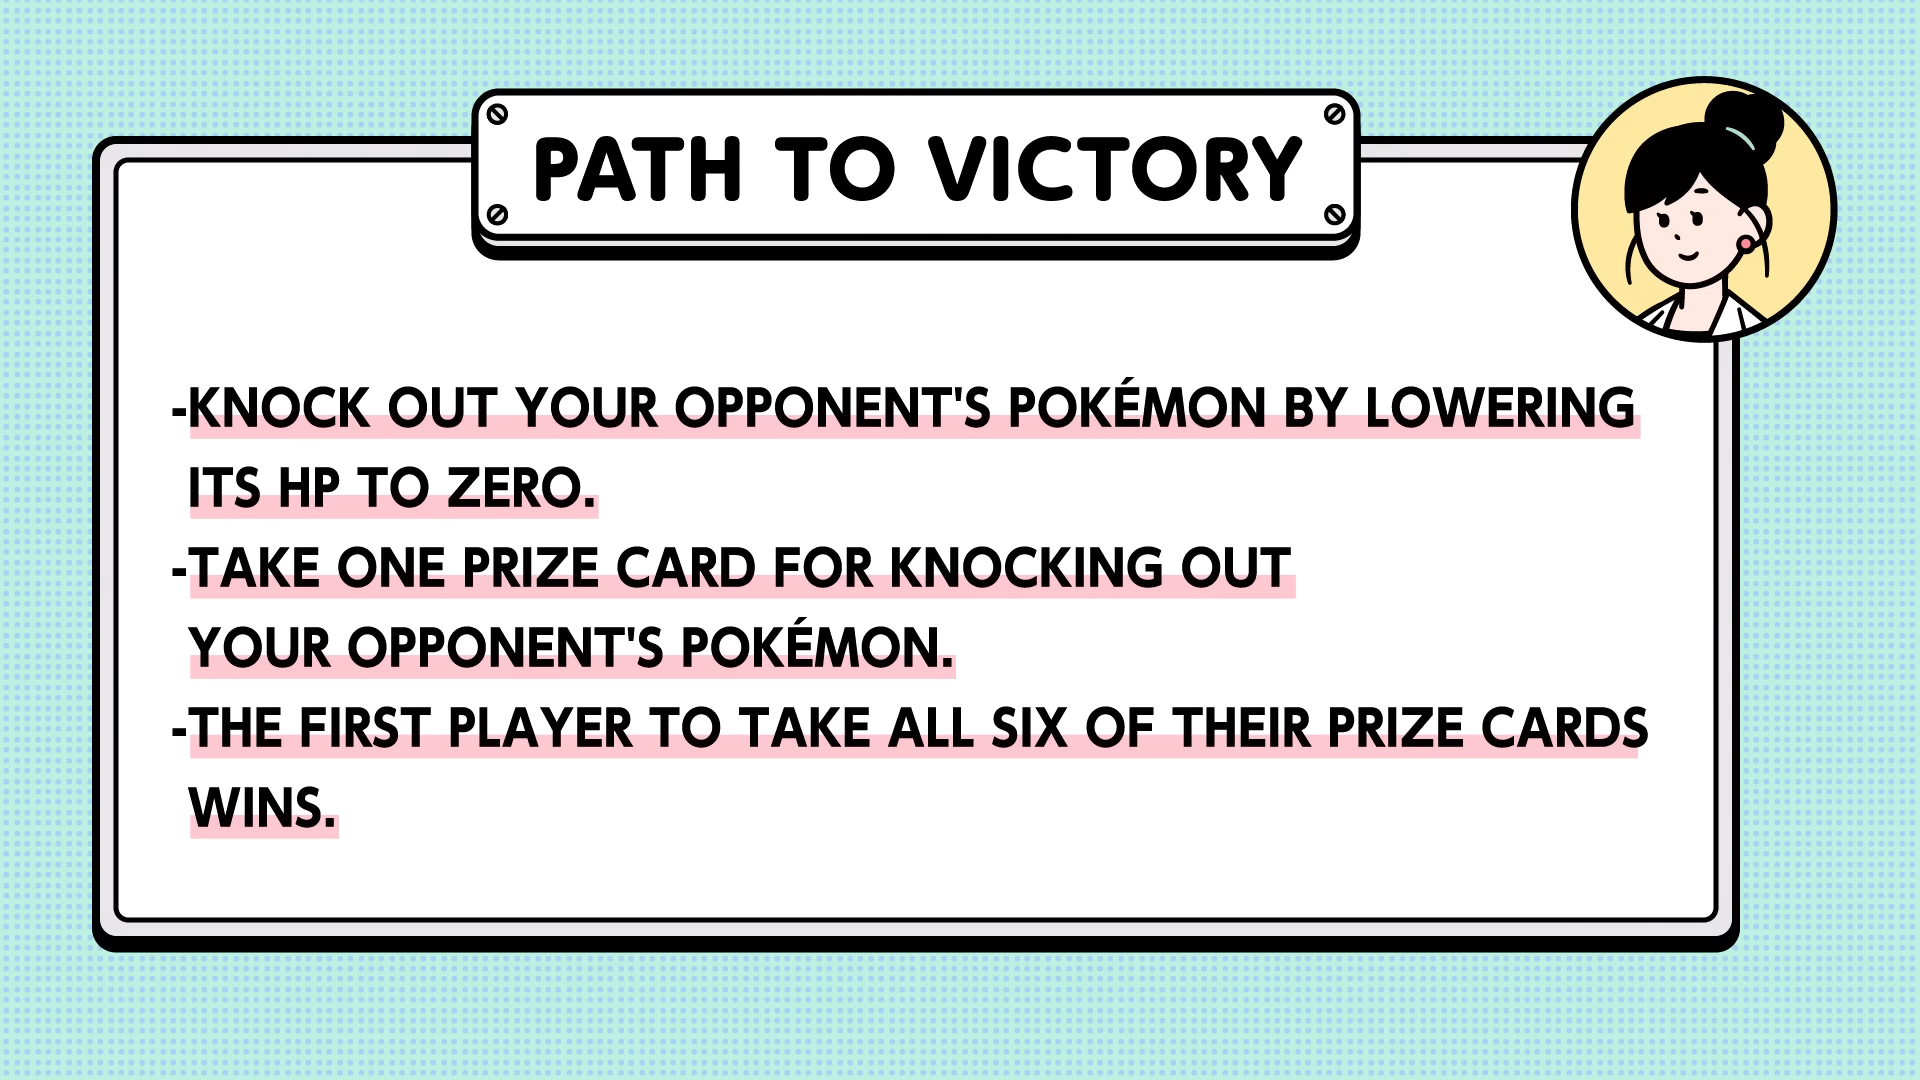 PATH TO VICTORY
-KNOCK OUT YOUR OPPONENT'S POKÉMON BY LOWERING
ITS HP TO ZERO.
-TAKE ONE PRIZE CARD FOR KNOCKING OUT
YOUR OPPONENT'S POKÉMON.
-THE FIRST PLAYER TO TAKE ALL SIX OF THEIR PRIZE CARDS
WINS.